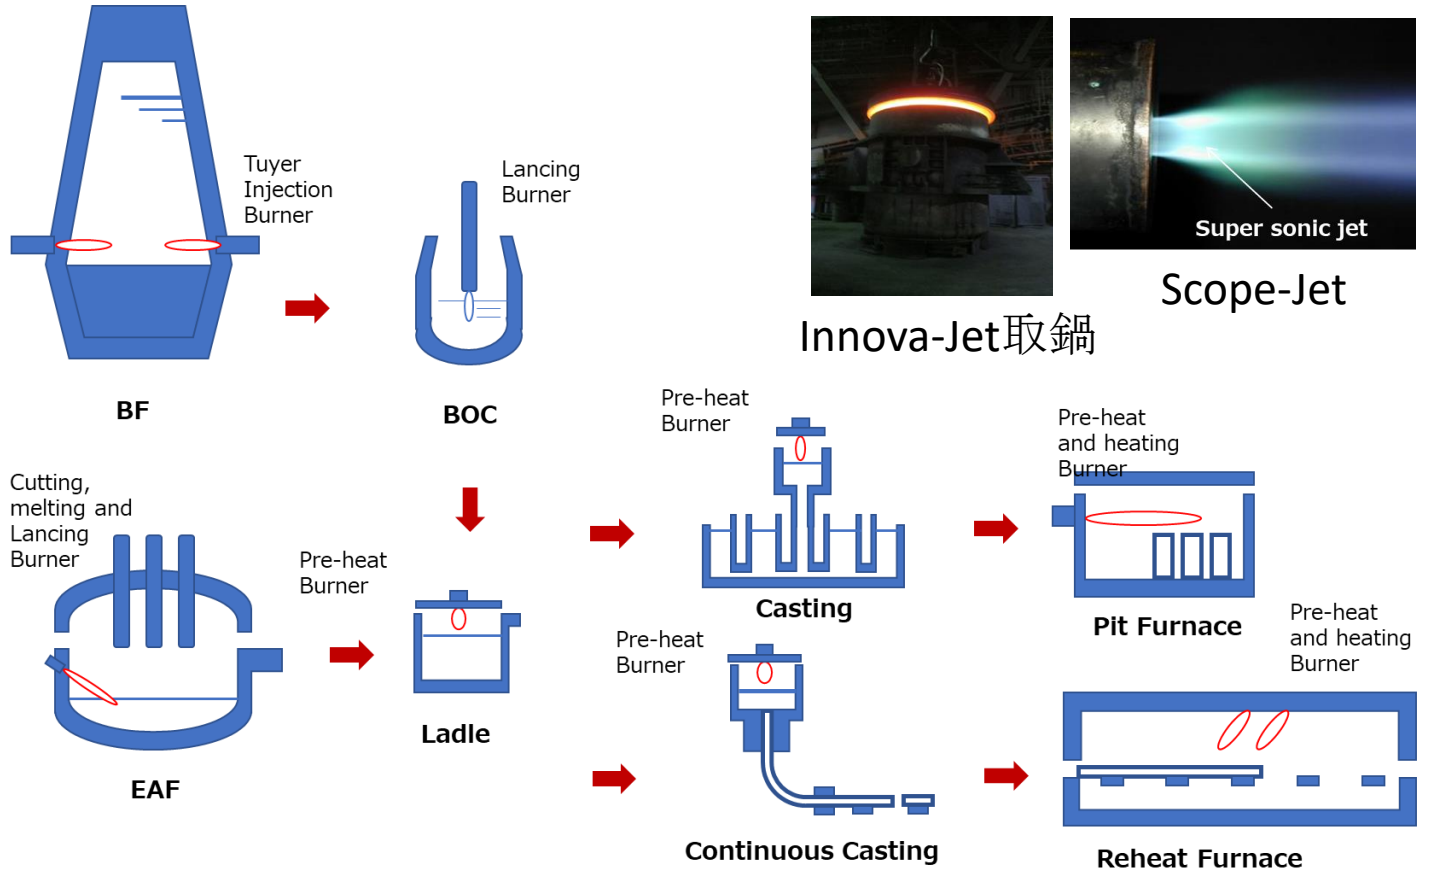 Tuyer
Injection
Burner
BF
Lancing
Burner
BOC
Innova-Jet取鍋
Super sonic jet
Scope-Jet
Cutting,
melting and
Lancing
Burner
EAF
Pre-heat
Burner
Ladle
Pre-heat
Burner
Casting
Pre-heat
and heating
Burner
Pit Furnace
Pre-heat
Burner
Continuous Casting
Pre-heat
and heating
Burner
Reheat Furnace